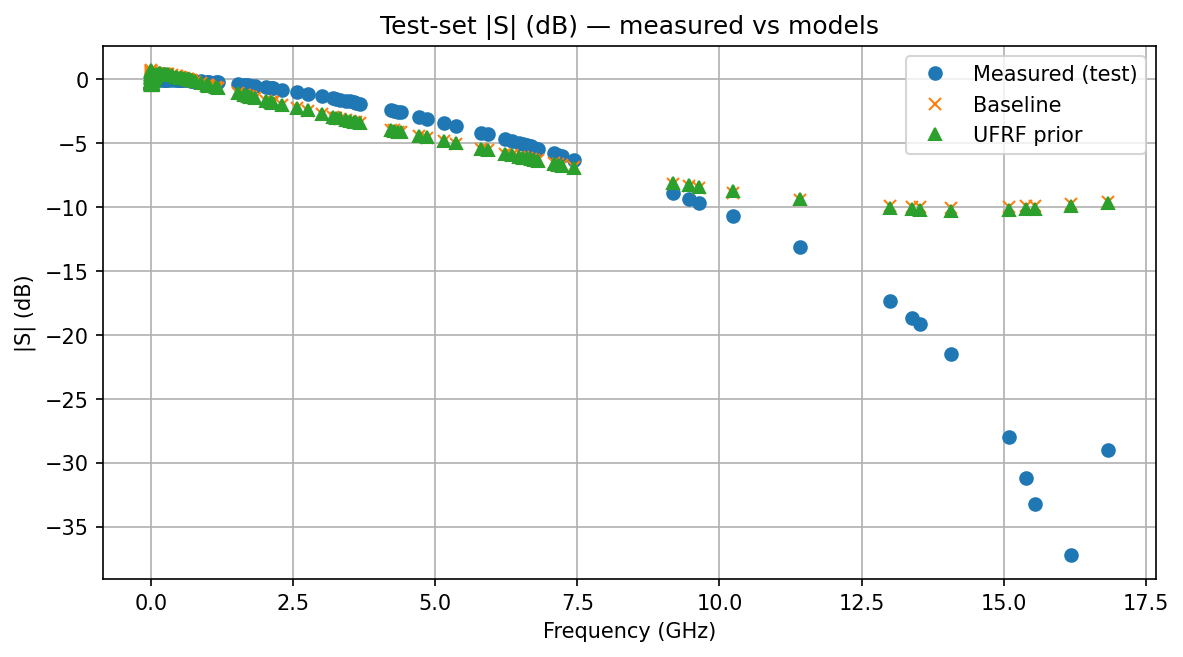 Test-set |S| (dB) — measured vs models
Measured (test)
Baseline
UFRF prior
0
−5
−10
−15
−20
−25
−30
−35
|S| (dB)
0.0 2.5 5.0 7.5 10.0 12.5 15.0 17.5
Frequency (GHz)